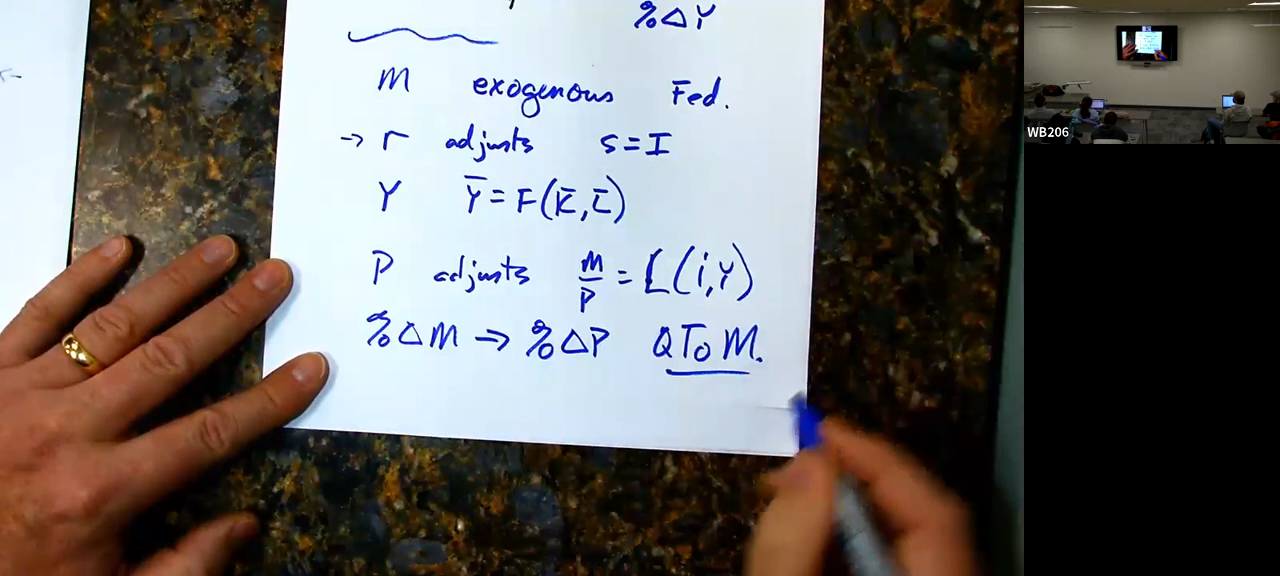 %ΔY
M exogenous Fed.
→ r adjusts S=I
Y Ȳ=F(K̄,L̄)
P adjusts M/P = L(i,Y)
%ΔM → %ΔP QToM.
WB206